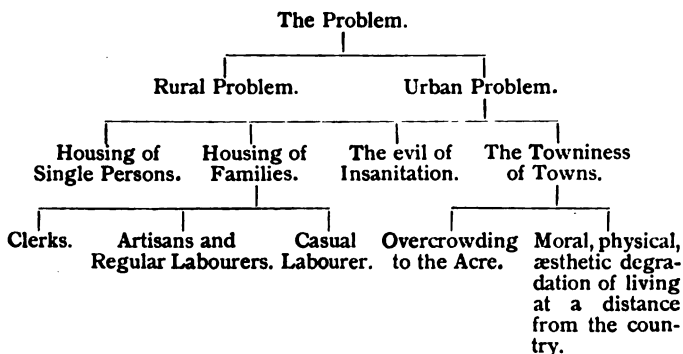 The Problem.
Rural Problem.
Urban Problem.
Housing of
Single Persons.
Housing of
Families.
The evil of
Insanitation.
The Towniness
of Towns.
Clerks.
Artisans and
Regular Labourers.
Casual
Labourer.
Overcrowding
to the Acre.
Moral, physical,
æsthetic degra-
dation of living
at a distance
from the coun-
try.